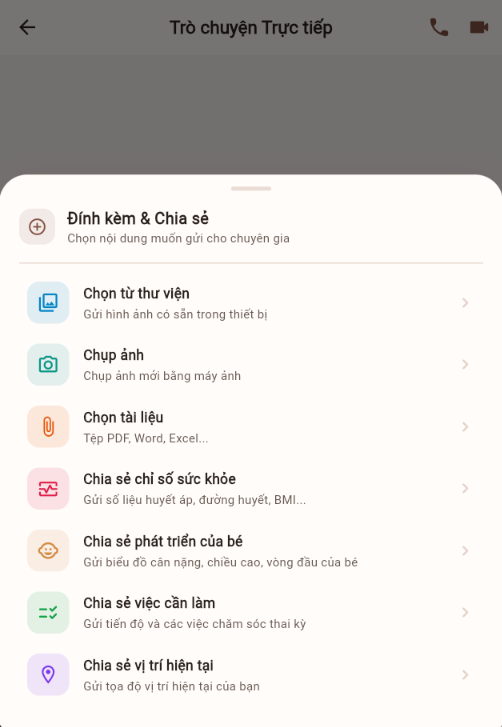 Trò chuyện Trực tiếp
Đính kèm & Chia sẻ
Chọn nội dung muốn gửi cho chuyên gia
Chọn từ thư viện
Gửi hình ảnh có sẵn trong thiết bị
Chụp ảnh
Chụp ảnh mới bằng máy ảnh
Chọn tài liệu
Tệp PDF, Word, Excel...
Chia sẻ chỉ số sức khỏe
Gửi số liệu huyết áp, đường huyết, BMI...
Chia sẻ phát triển của bé
Gửi biểu đồ cân nặng, chiều cao, vòng đầu của bé
Chia sẻ việc cần làm
Gửi tiến độ và các việc chăm sóc thai kỳ
Chia sẻ vị trí hiện tại
Gửi tọa độ vị trí hiện tại của bạn